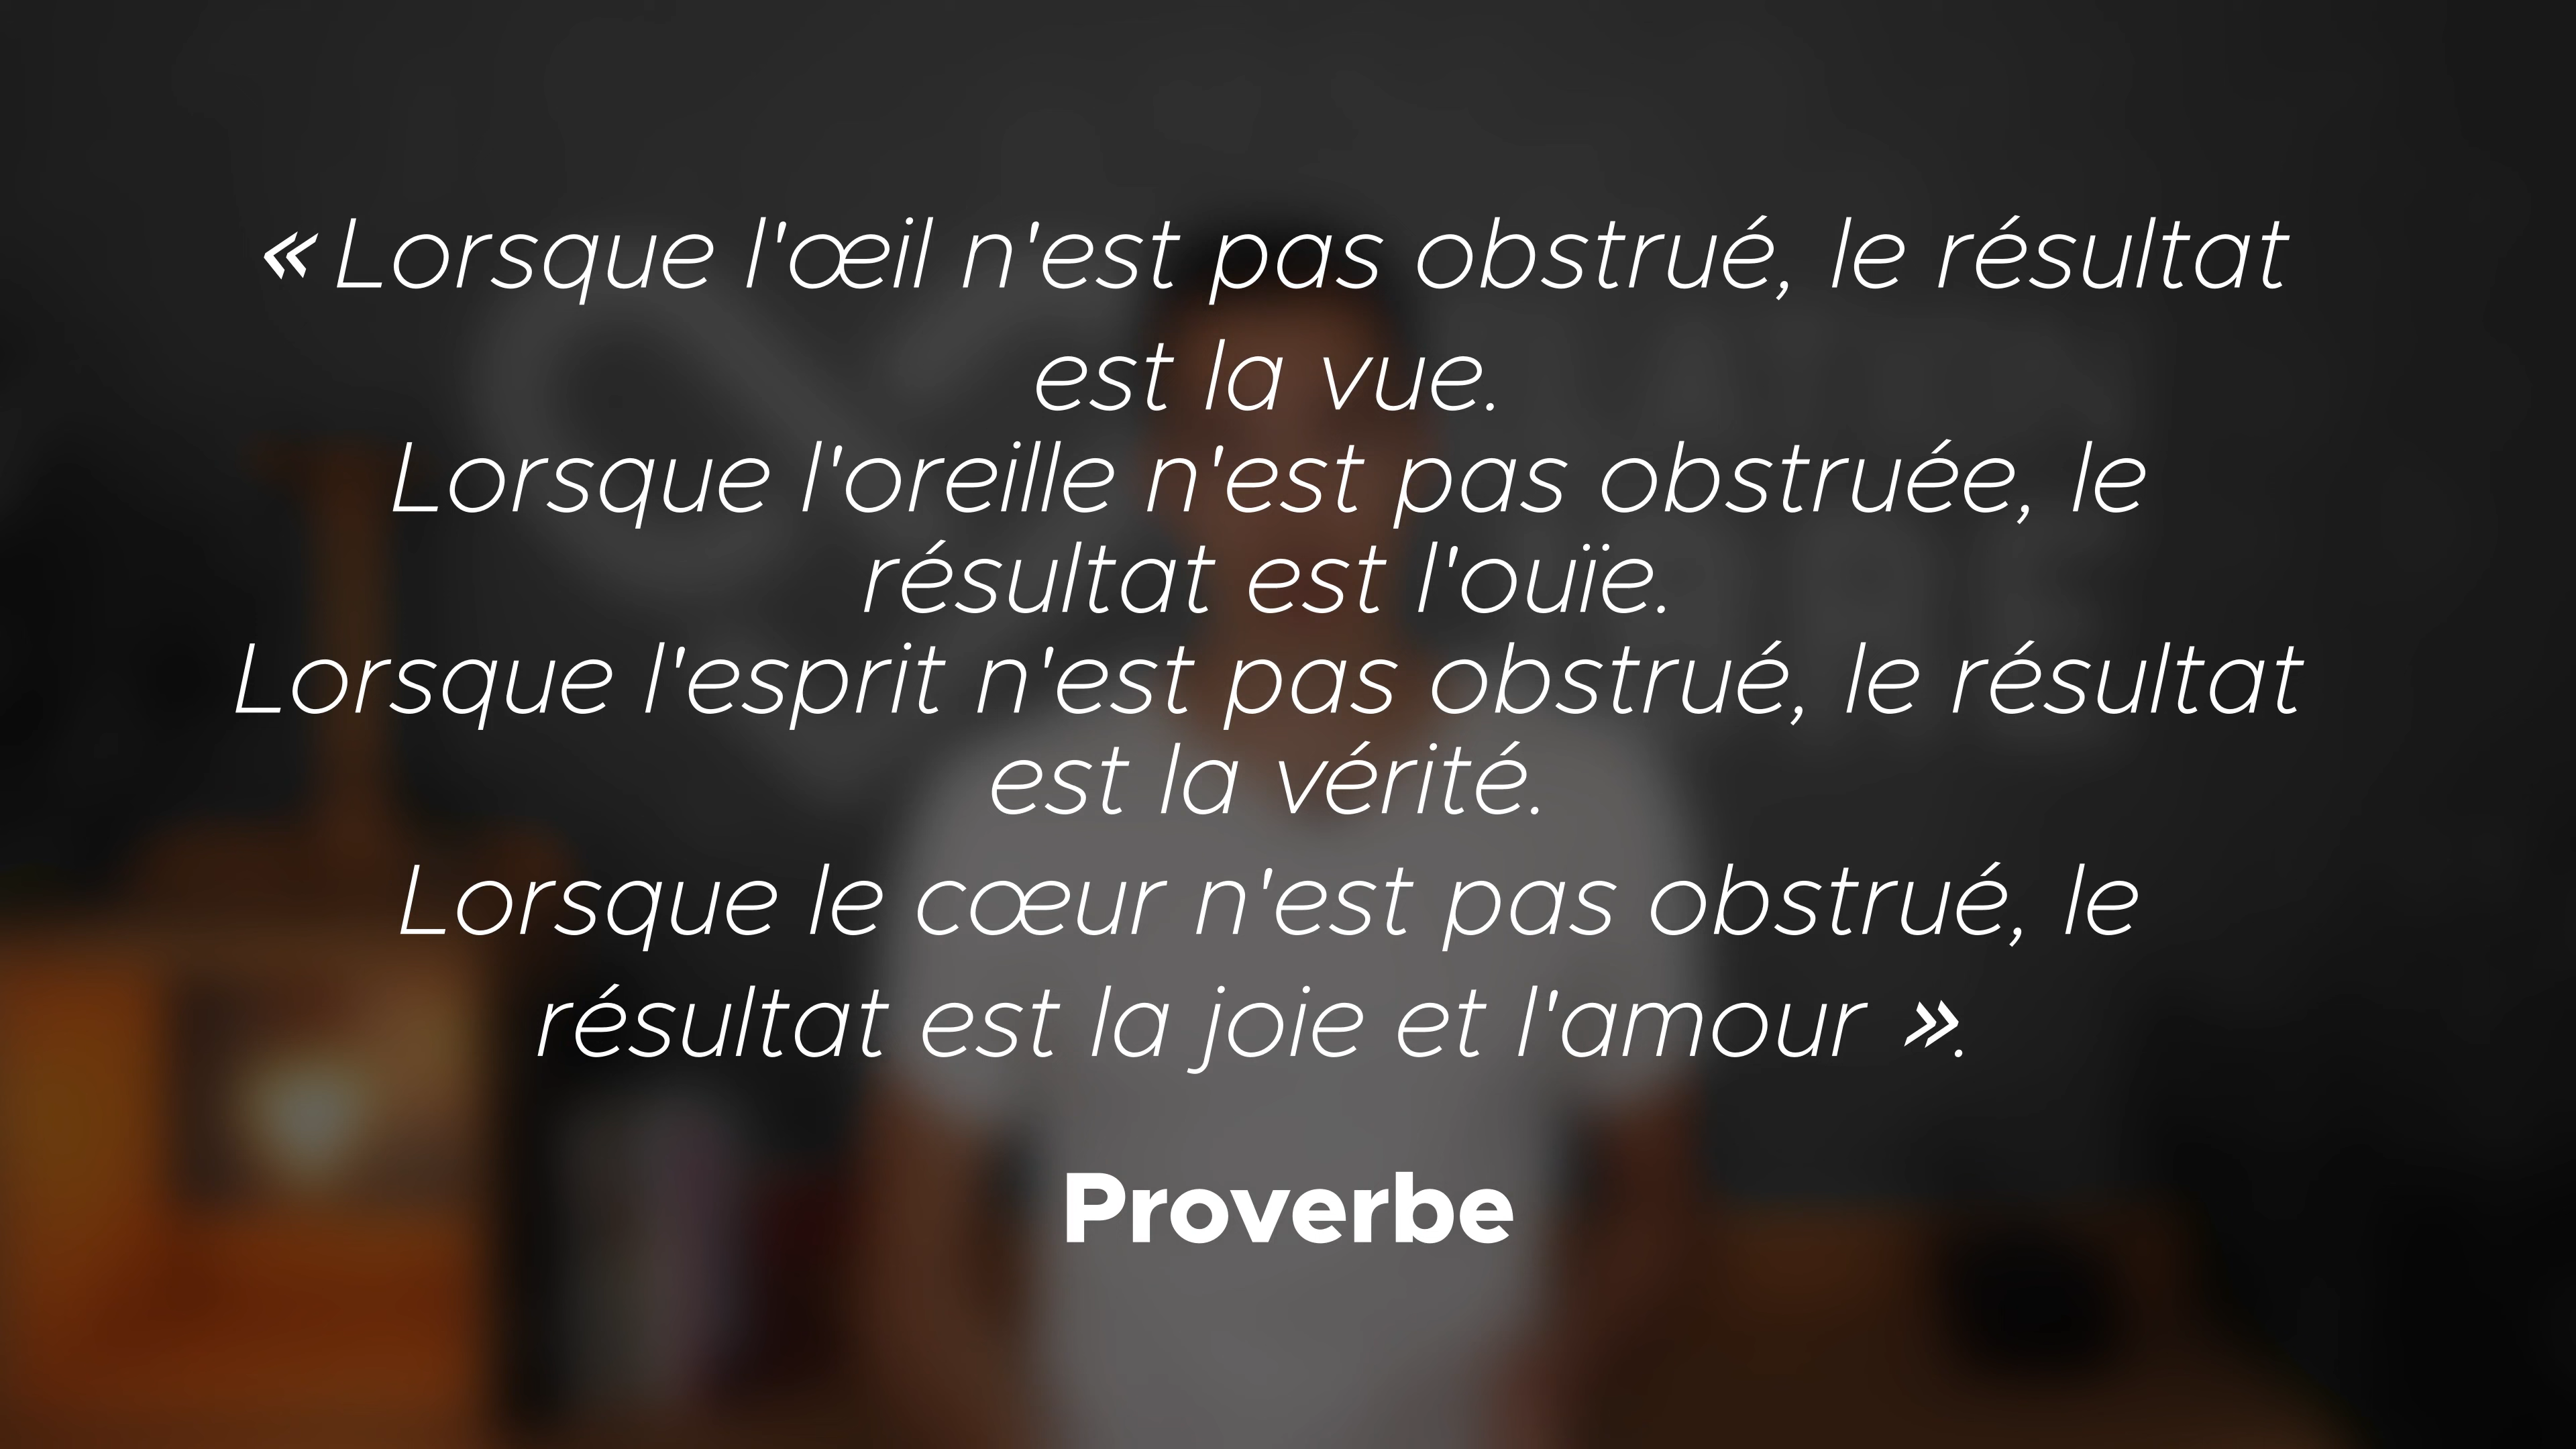 « Lorsque l'œil n'est pas obstrué, le résultat
est la vue.
Lorsque l'oreille n'est pas obstruée, le
résultat est l'ouïe.
Lorsque l'esprit n'est pas obstrué, le résultat
est la vérité.
Lorsque le cœur n'est pas obstrué, le
résultat est la joie et l'amour ».
Proverbe